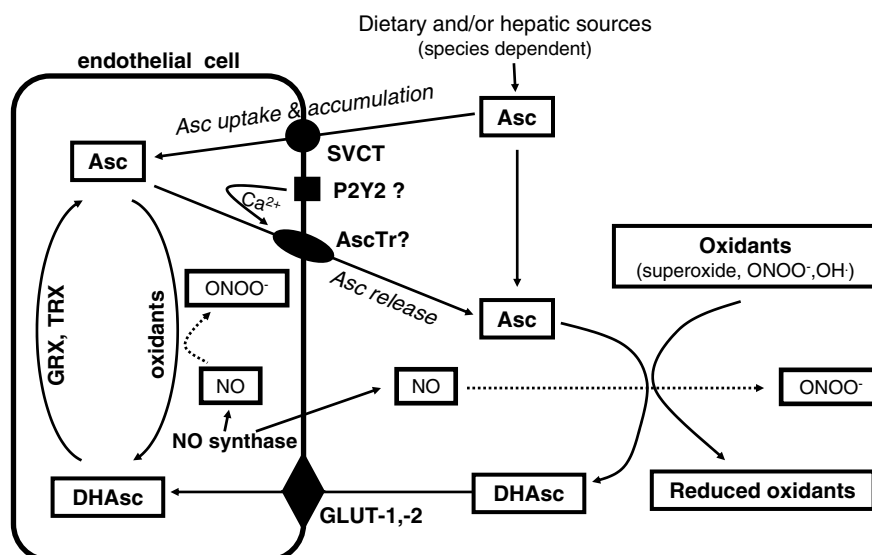 Dietary and/or hepatic sources
(species dependent)
endothelial cell
Asc uptake & accumulation
Asc
SVCT
Asc
P2Y2 ?
Ca²⁺
AscTr?
Oxidants
(superoxide, ONOO⁻,OH·)
ONOO⁻
Asc release
Asc
GRX, TRX
oxidants
NO
NO
ONOO⁻
NO synthase
DHAsc
GLUT-1,-2
DHAsc
Reduced oxidants